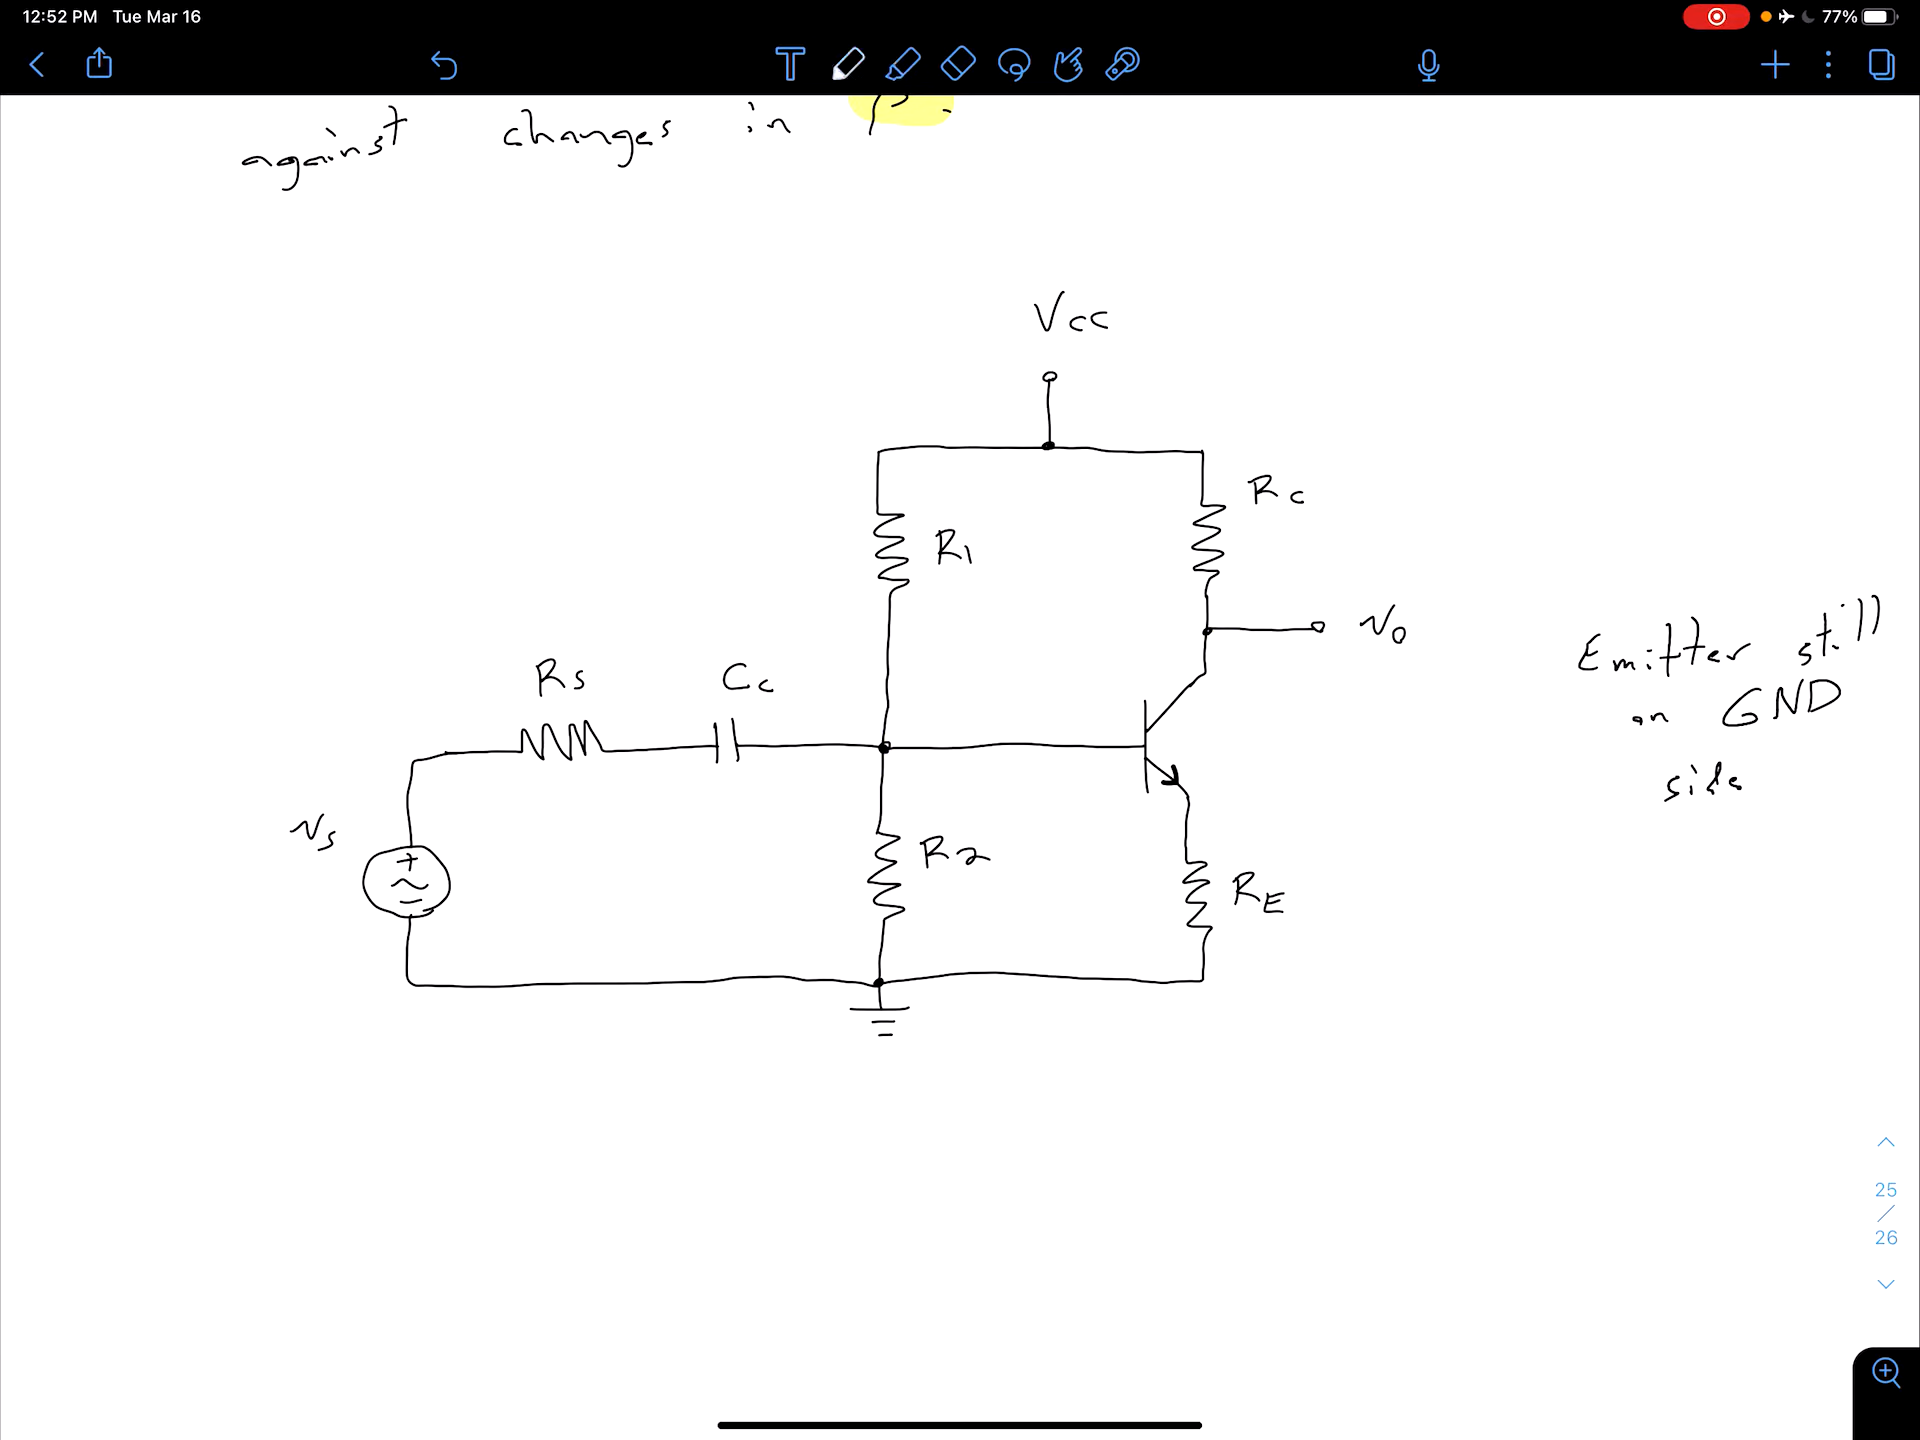 12:52 PM Tue Mar 16
77%
against changes in β.
Vcc
Rc
R1
vo
Emitter still
on GND
side
Rs
Cc
vs
+
R2
RE
25
/
26